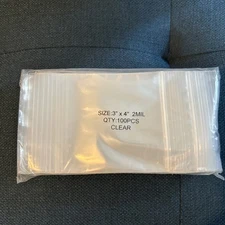 SIZE:3" x 4" 2MIL
QTY:100PCS
CLEAR